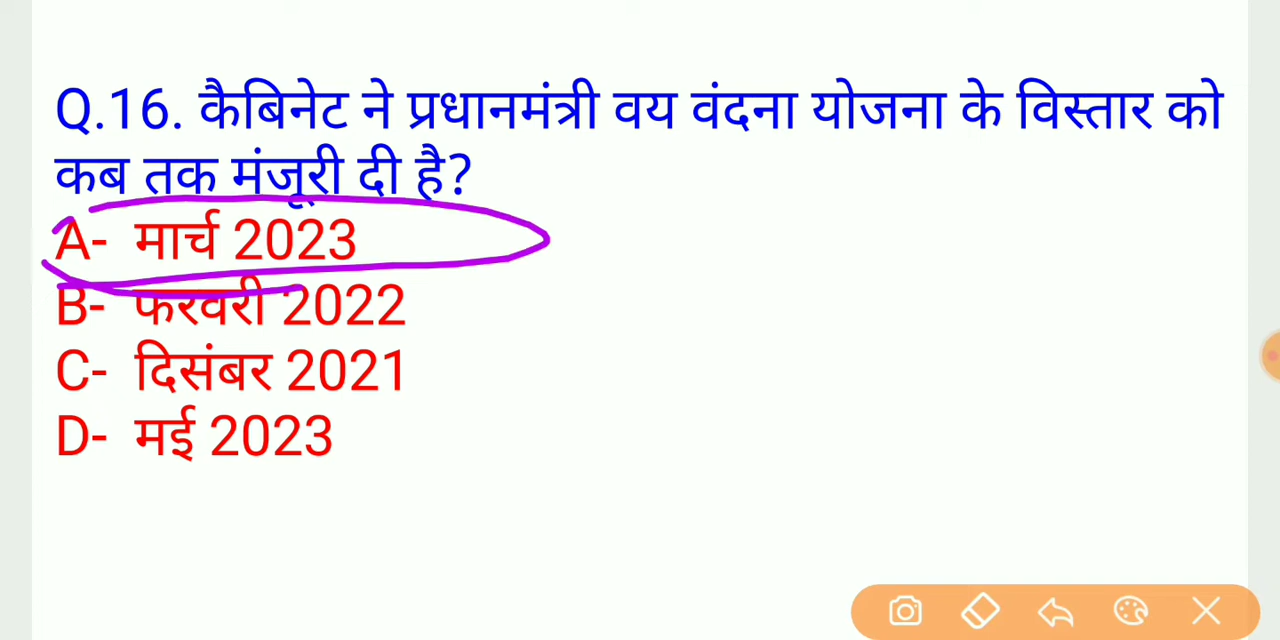 Q.16. कैबिनेट ने प्रधानमंत्री वय वंदना योजना के विस्तार को
कब तक मंजूरी दी है?
A- मार्च 2023
B- फरवरी 2022
C- दिसंबर 2021
D- मई 2023